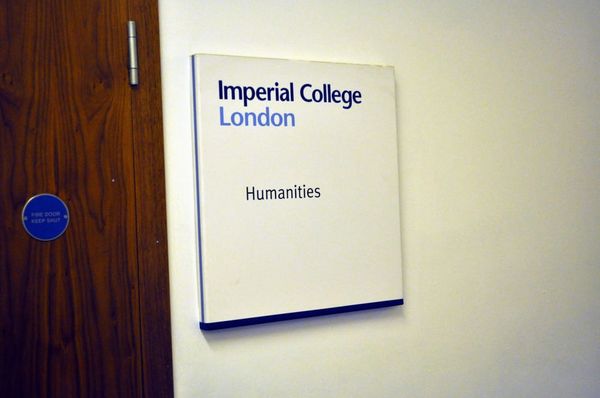 Imperial College
London
Humanities
FIRE DOOR
KEEP SHUT